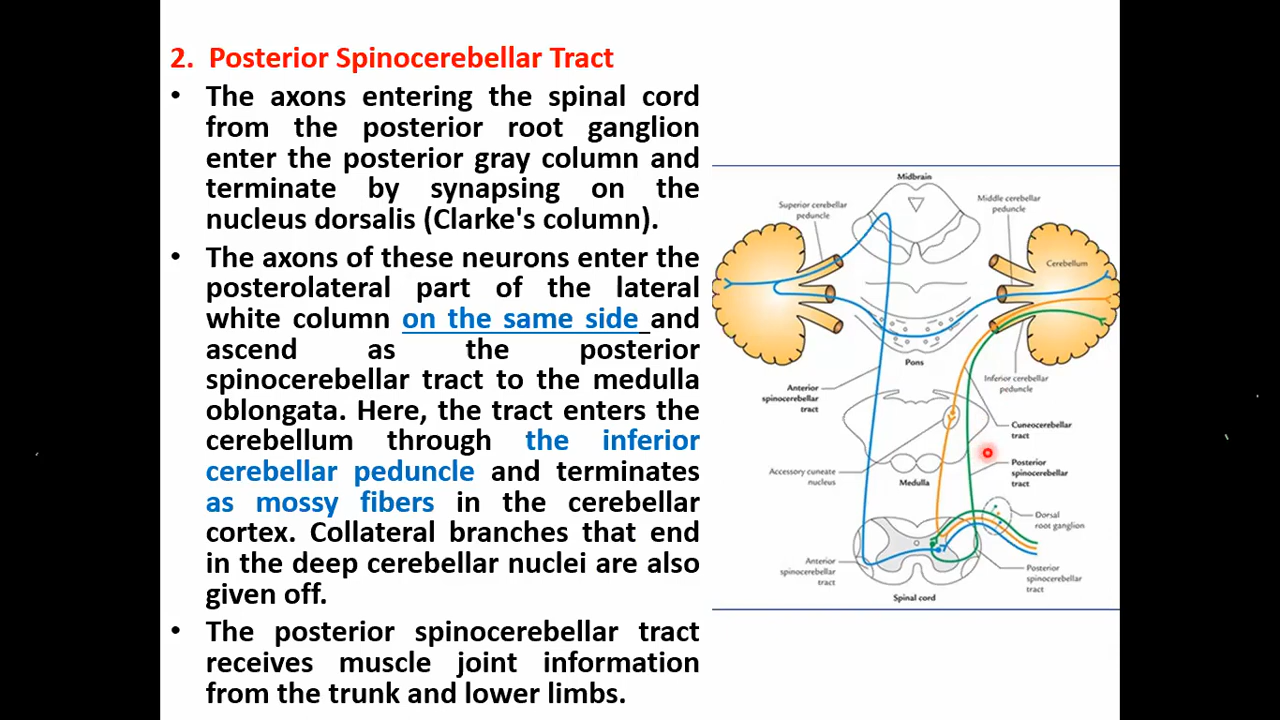 2. Posterior Spinocerebellar Tract
• The axons entering the spinal cord
from the posterior root ganglion
enter the posterior gray column and
terminate by synapsing on the
nucleus dorsalis (Clarke's column).
• The axons of these neurons enter the
posterolateral part of the lateral
white column on the same side and
ascend as the posterior
spinocerebellar tract to the medulla
oblongata. Here, the tract enters the
cerebellum through the inferior
cerebellar peduncle and terminates
as mossy fibers in the cerebellar
cortex. Collateral branches that end
in the deep cerebellar nuclei are also
given off.
• The posterior spinocerebellar tract
receives muscle joint information
from the trunk and lower limbs.
Midbrain
Superior cerebellar
peduncle
Middle cerebellar
peduncle
Cerebellum
Pons
Anterior
spinocerebellar
tract
Inferior cerebellar
peduncle
Cuneocerebellar
tract
Accessory cuneate
nucleus
Medulla
Posterior
spinocerebellar
tract
Dorsal
root ganglion
Anterior
spinocerebellar
tract
Posterior
spinocerebellar
tract
Spinal cord